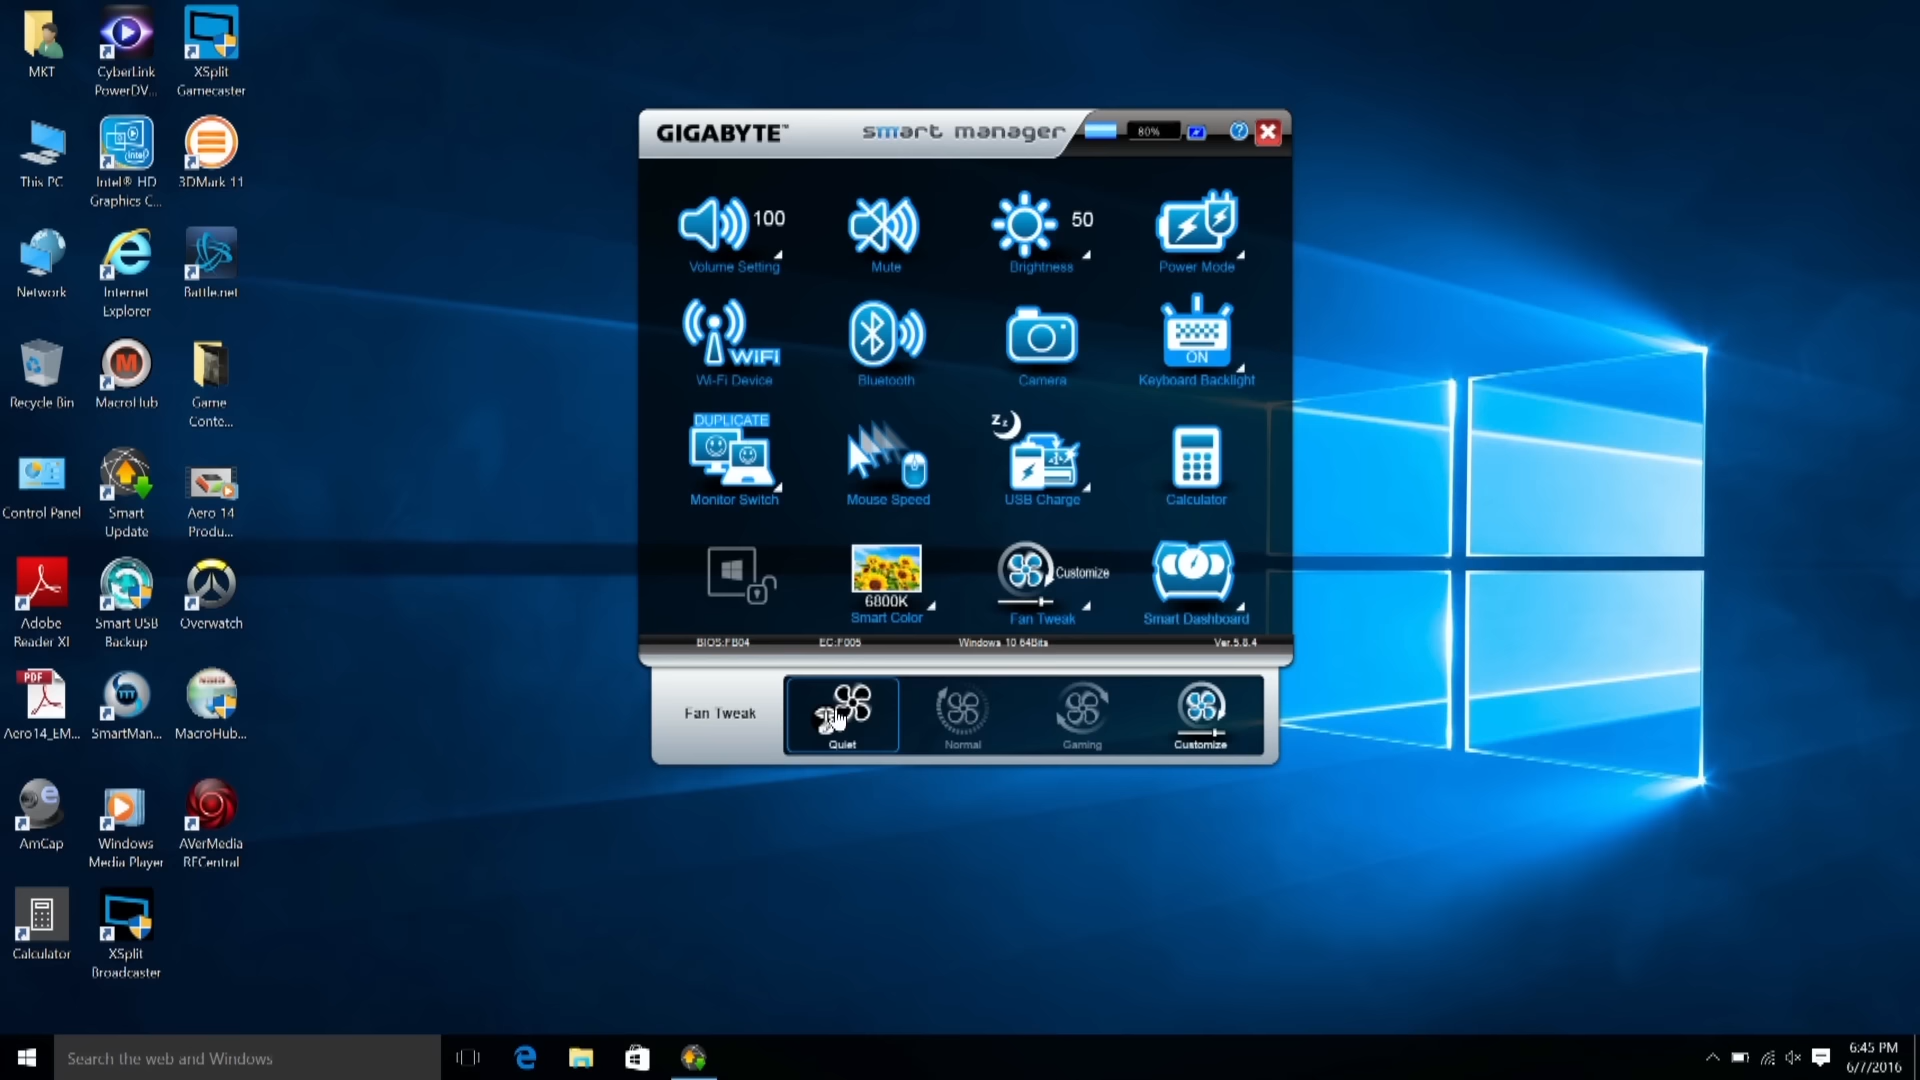 MKT
CyberLink
PowerDV...
XSplit
Gamecaster
This PC
Intel® HD
Graphics C...
3DMark 11
Network
Internet
Explorer
Battle.net
Recycle Bin
MacroHub
Game
Conte...
Control Panel
Smart
Update
Aero 14
Produ...
Adobe
Reader XI
Smart USB
Backup
Overwatch
PDF
Aero14_EM...
SmartMan...
MacroHub...
AmCap
Windows
Media Player
AVerMedia
RECentral
Calculator
XSplit
Broadcaster
GIGABYTE™ smart manager 80% ?
100
Volume Setting
Mute
50
Brightness
Power Mode
WiFi
Wi-Fi Device
Bluetooth
Camera
ON
Keyboard Backlight
DUPLICATE
Monitor Switch
Mouse Speed
Zz
USB Charge
Calculator
6800K
Smart Color
Customize
Fan Tweak
Smart Dashboard
BIOS:FB04 EC:F005 Windows 10 64Bits Ver.5.8.4
Fan Tweak
Quiet
Normal
Gaming
Customize
Search the web and Windows
6:45 PM
6/7/2016